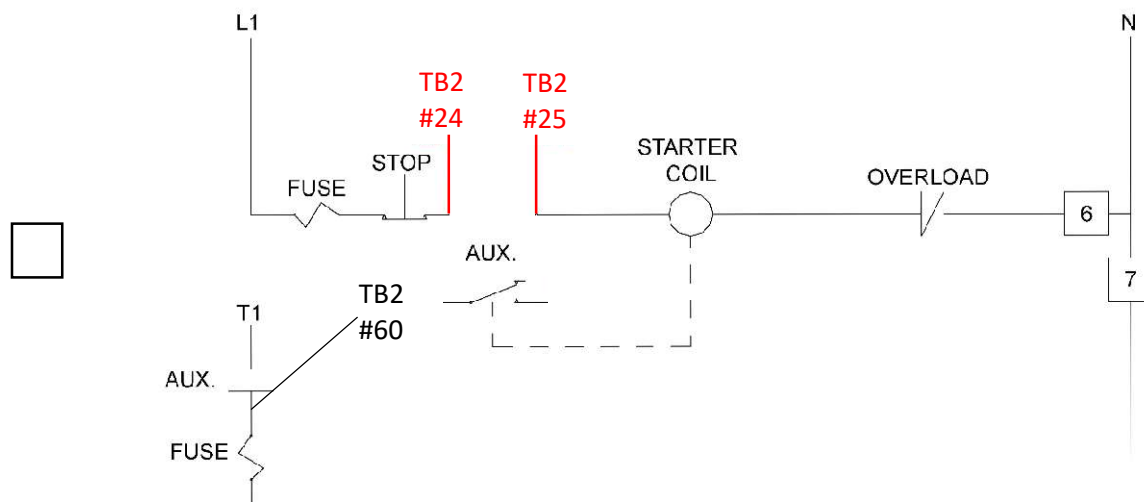 L1
N
TB2
#24
TB2
#25
STOP
FUSE
STARTER
COIL
OVERLOAD
6
AUX.
7
TB2
#60
T1
AUX.
FUSE